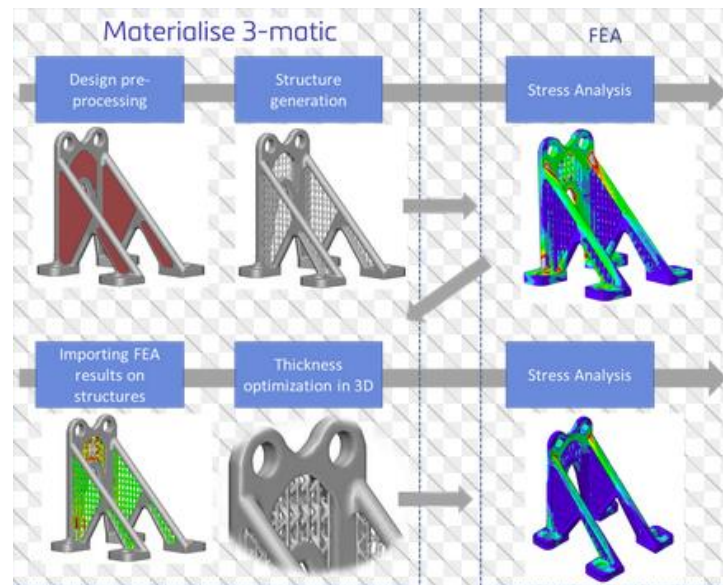 Materialise 3-matic
FEA
Design pre-
processing
Structure
generation
Stress Analysis
Importing FEA
results on
structures
Thickness
optimization in 3D
Stress Analysis